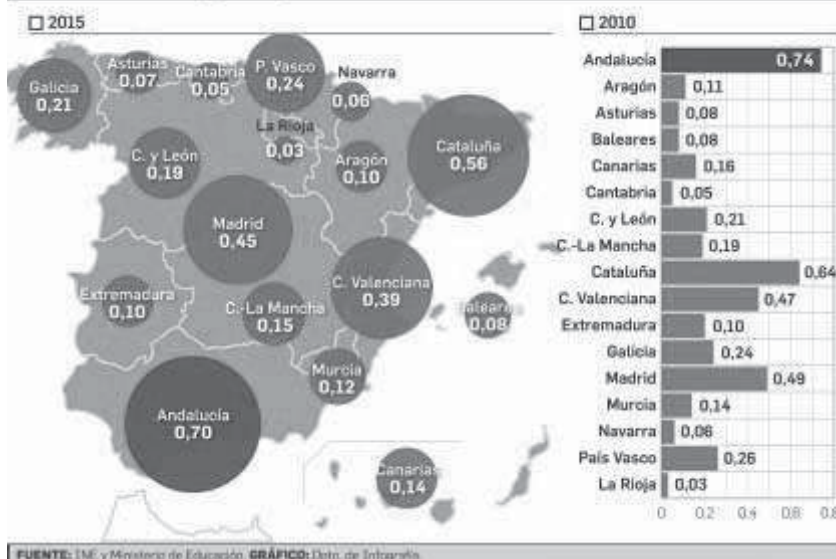 2015
Asturias
0,07
Cantabria
0,05
P. Vasco
0,24
Navarra
0,06
Galicia
0,21
La Rioja
0,03
C. y León
0,19
Aragón
0,10
Cataluña
0,56
Madrid
0,45
C. Valenciana
0,39
Extremadura
0,10
C.-La Mancha
0,15
Baleares
0,08
Murcia
0,12
Andalucía
0,70
Canarias
0,14
2010
Andalucía 0,74
Aragón 0,11
Asturias 0,08
Baleares 0,08
Canarias 0,16
Cantabria 0,05
C. y León 0,21
C.-La Mancha 0,19
Cataluña 0,64
C. Valenciana 0,47
Extremadura 0,10
Galicia 0,24
Madrid 0,49
Murcia 0,14
Navarra 0,06
País Vasco 0,26
La Rioja 0,03
0 0,2 0,4 0,6 0,8
FUENTE: INE y Ministerio de Educación. GRÁFICO: Dpto. de Infografía.